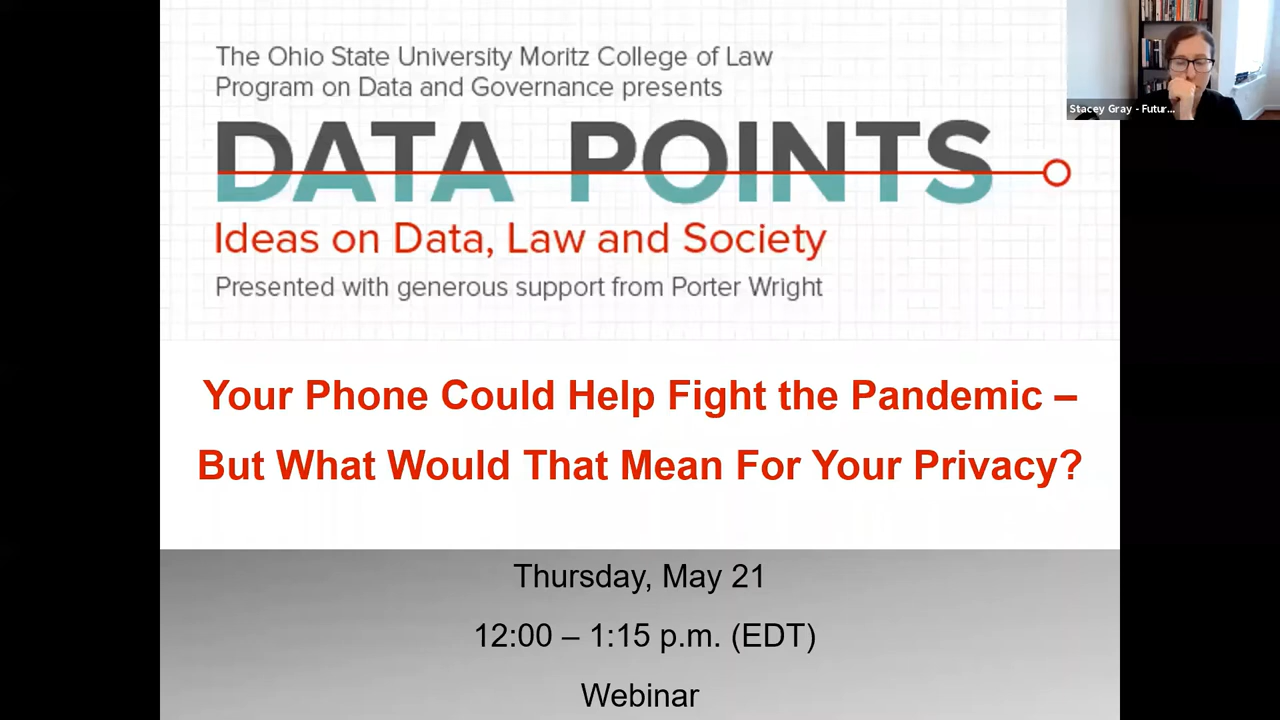 The Ohio State University Moritz College of Law
Program on Data and Governance presents
DATA POINTS
Ideas on Data, Law and Society
Presented with generous support from Porter Wright
Stacey Gray - Futur...
Your Phone Could Help Fight the Pandemic –
But What Would That Mean For Your Privacy?
Thursday, May 21
12:00 – 1:15 p.m. (EDT)
Webinar